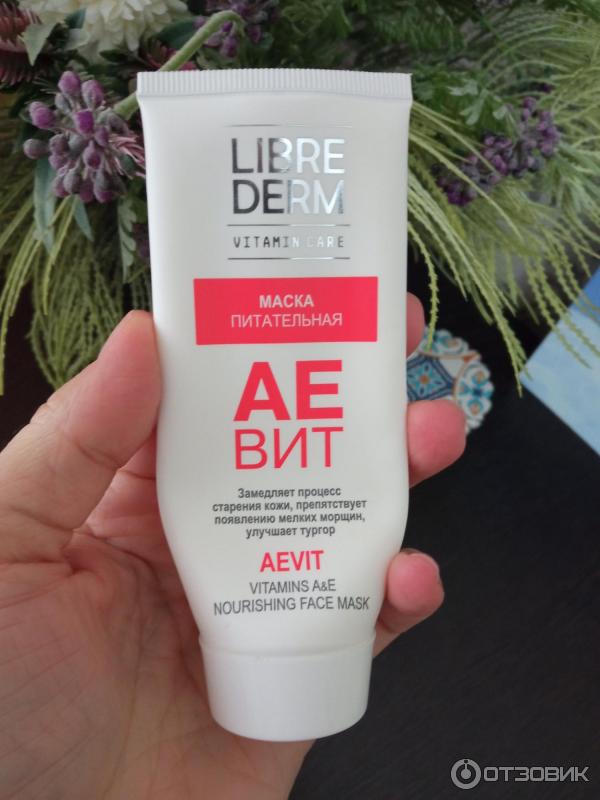 LIBRE
DERM
VITAMIN CARE
МАСКА
ПИТАТЕЛЬНАЯ
АЕ
ВИТ
Замедляет процесс
старения кожи, препятствует
появлению мелких морщин,
улучшает тургор
AEVIT
VITAMINS A&E
NOURISHING FACE MASK
ОТЗОВИК